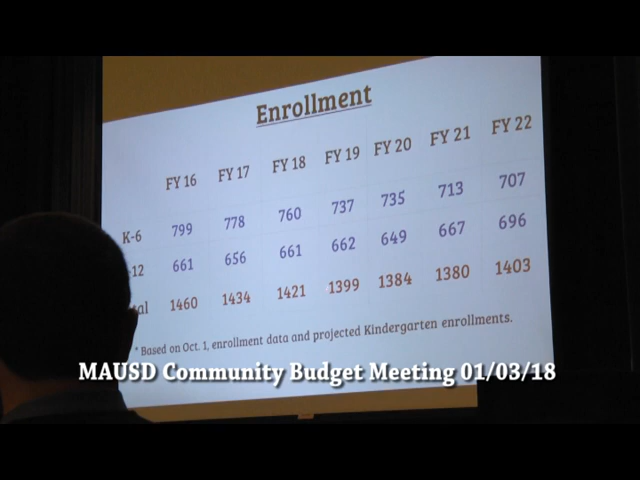 Enrollment
FY 16 FY 17 FY 18 FY 19 FY 20 FY 21 FY 22
K-6 799 778 760 737 735 713 707
-12 661 656 661 662 649 667 696
tal 1460 1434 1421 1399 1384 1380 1403
* Based on Oct. 1, enrollment data and projected Kindergarten enrollments.
MAUSD Community Budget Meeting 01/03/18